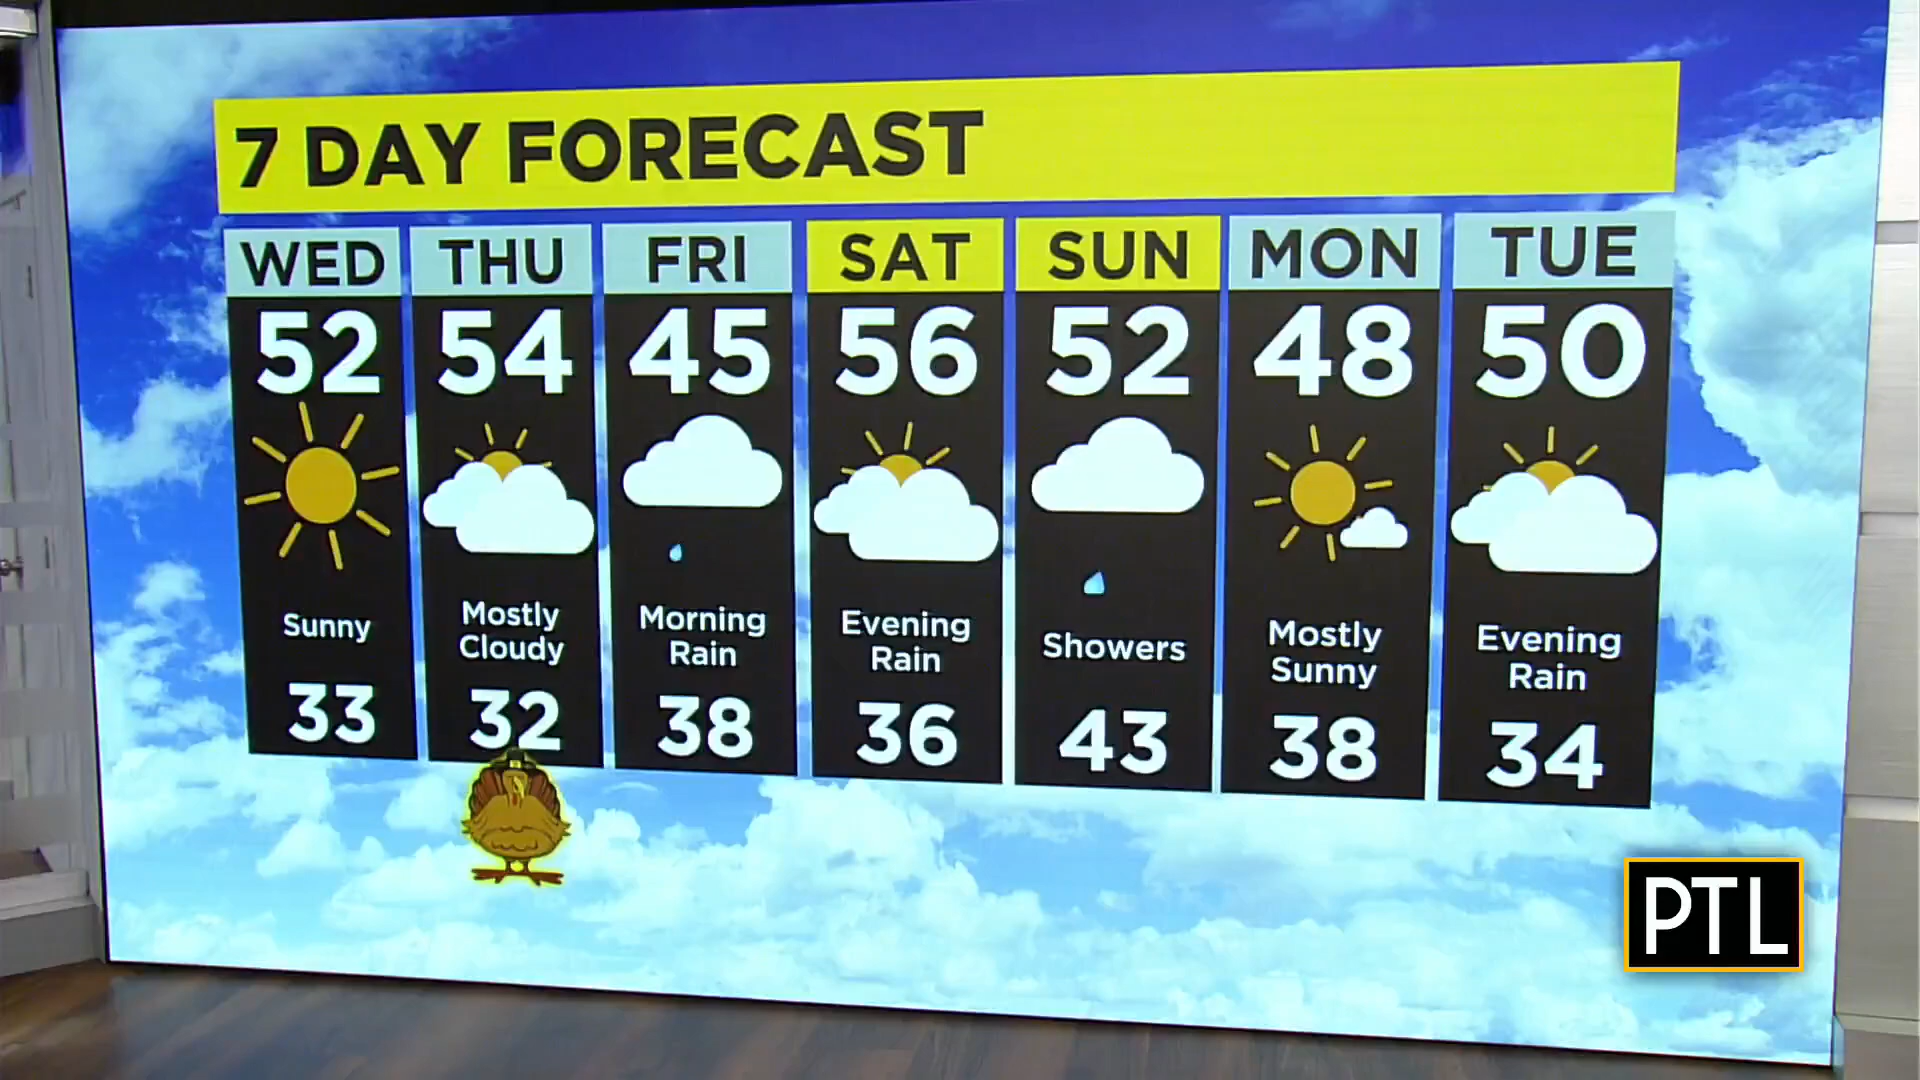 7 DAY FORECAST
WED THU FRI SAT SUN MON TUE
52 54 45 56 52 48 50
Sunny
Mostly
Cloudy
Morning
Rain
Evening
Rain
Showers
Mostly
Sunny
Evening
Rain
33 32 38 36 43 38 34
PTL